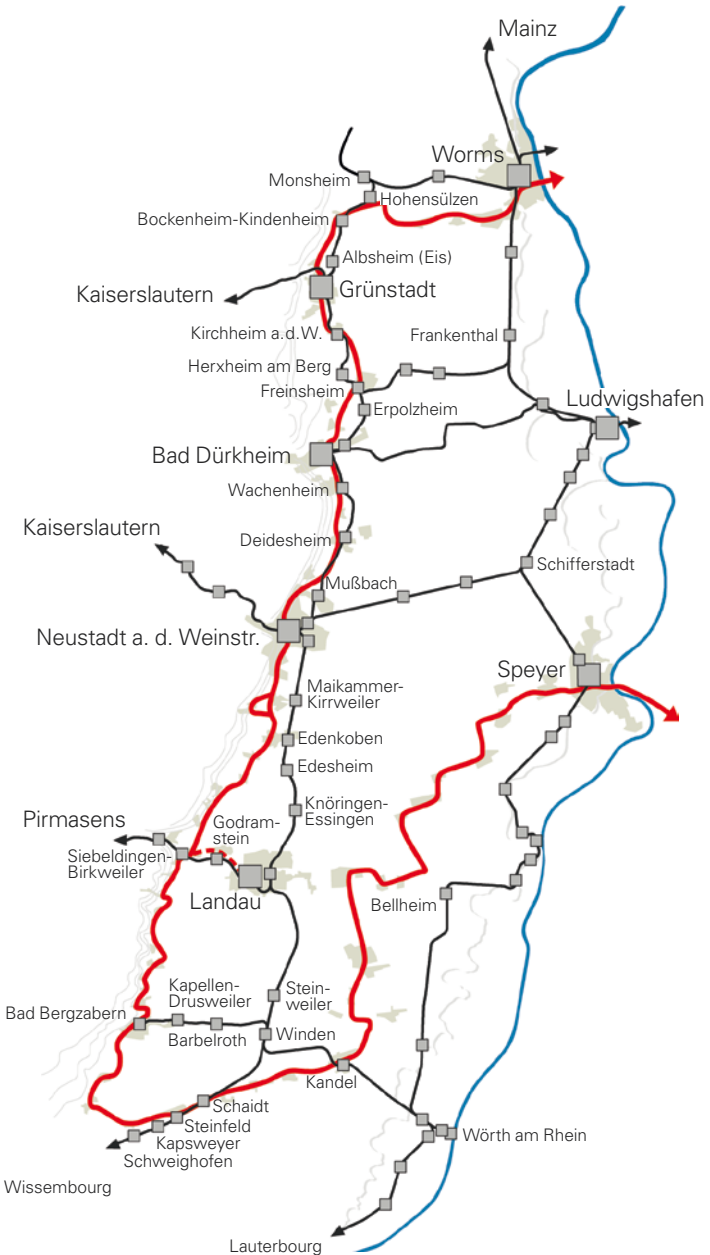 Mainz
Worms
Monsheim
Hohensülzen
Bockenheim-Kindenheim
Albsheim (Eis)
Kaiserslautern
Grünstadt
Kirchheim a.d.W.
Frankenthal
Herxheim am Berg
Freinsheim
Ludwigshafen
Erpolzheim
Bad Dürkheim
Wachenheim
Kaiserslautern
Deidesheim
Schifferstadt
Mußbach
Neustadt a. d. Weinstr.
Speyer
Maikammer-
Kirrweiler
Edenkoben
Edesheim
Knöringen-
Essingen
Pirmasens
Godram-
stein
Siebeldingen-
Birkweiler
Landau
Bellheim
Kapellen-
Drusweiler
Stein-
weiler
Bad Bergzabern
Barbelroth
Winden
Kandel
Schaidt
Steinfeld
Kapsweyer
Schweighofen
Wörth am Rhein
Wissembourg
Lauterbourg